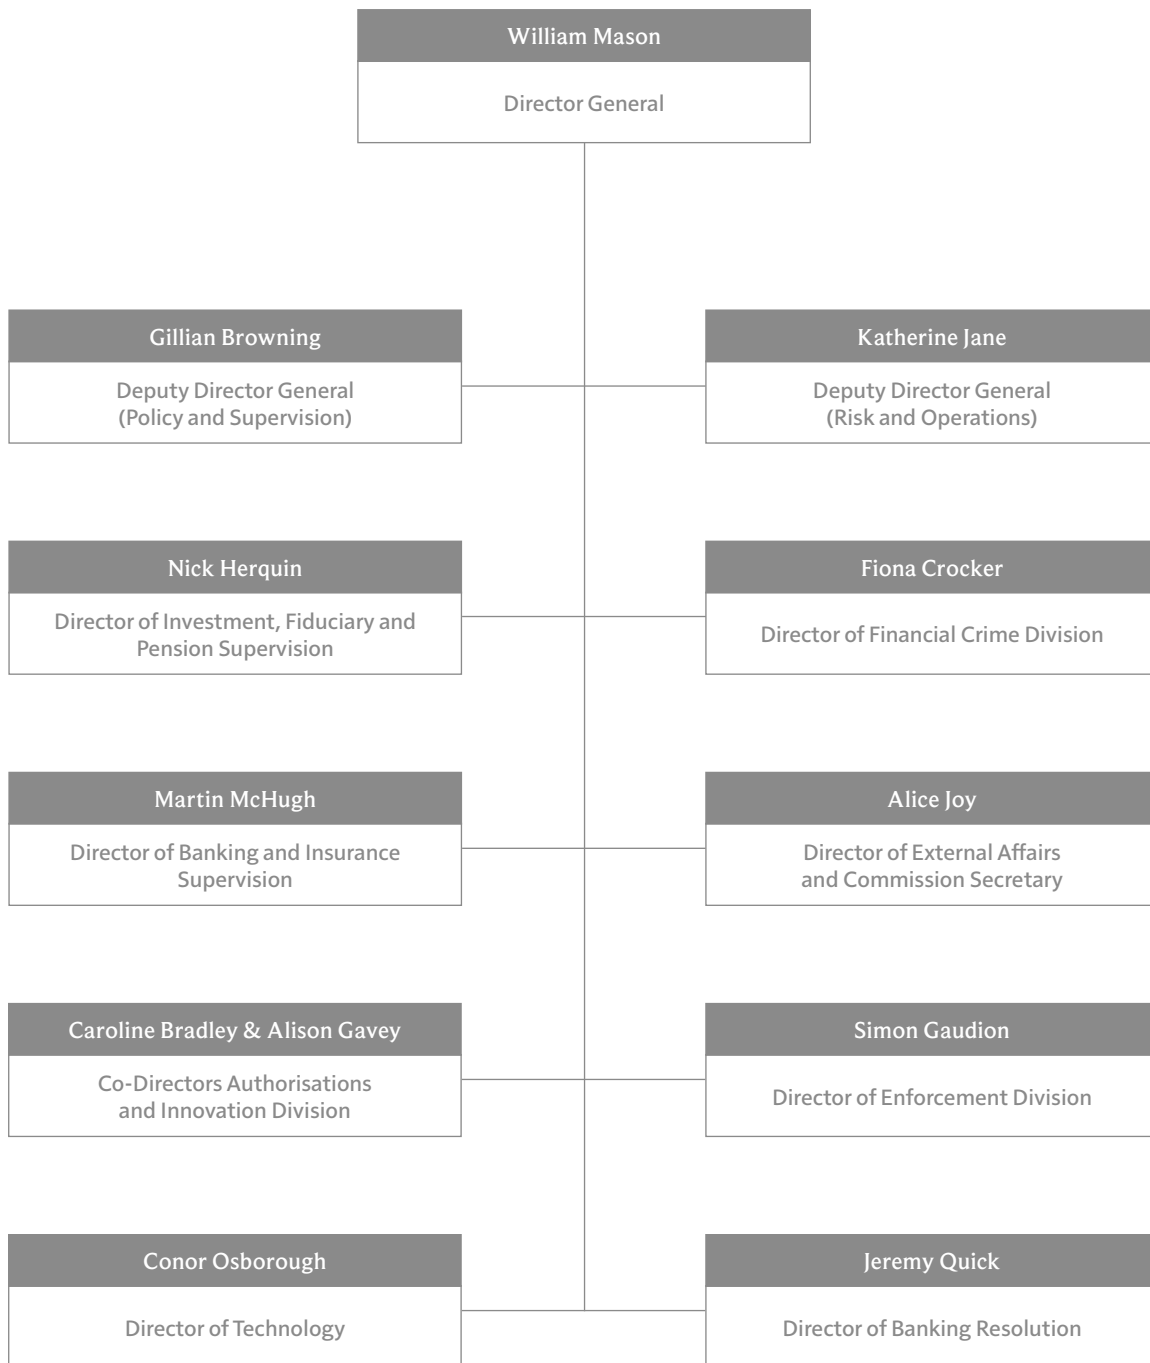 William Mason
Director General
Gillian Browning
Deputy Director General
(Policy and Supervision)
Katherine Jane
Deputy Director General
(Risk and Operations)
Nick Herquin
Director of Investment, Fiduciary and
Pension Supervision
Fiona Crocker
Director of Financial Crime Division
Martin McHugh
Director of Banking and Insurance
Supervision
Alice Joy
Director of External Affairs
and Commission Secretary
Caroline Bradley & Alison Gavey
Co-Directors Authorisations
and Innovation Division
Simon Gaudion
Director of Enforcement Division
Conor Osborough
Director of Technology
Jeremy Quick
Director of Banking Resolution